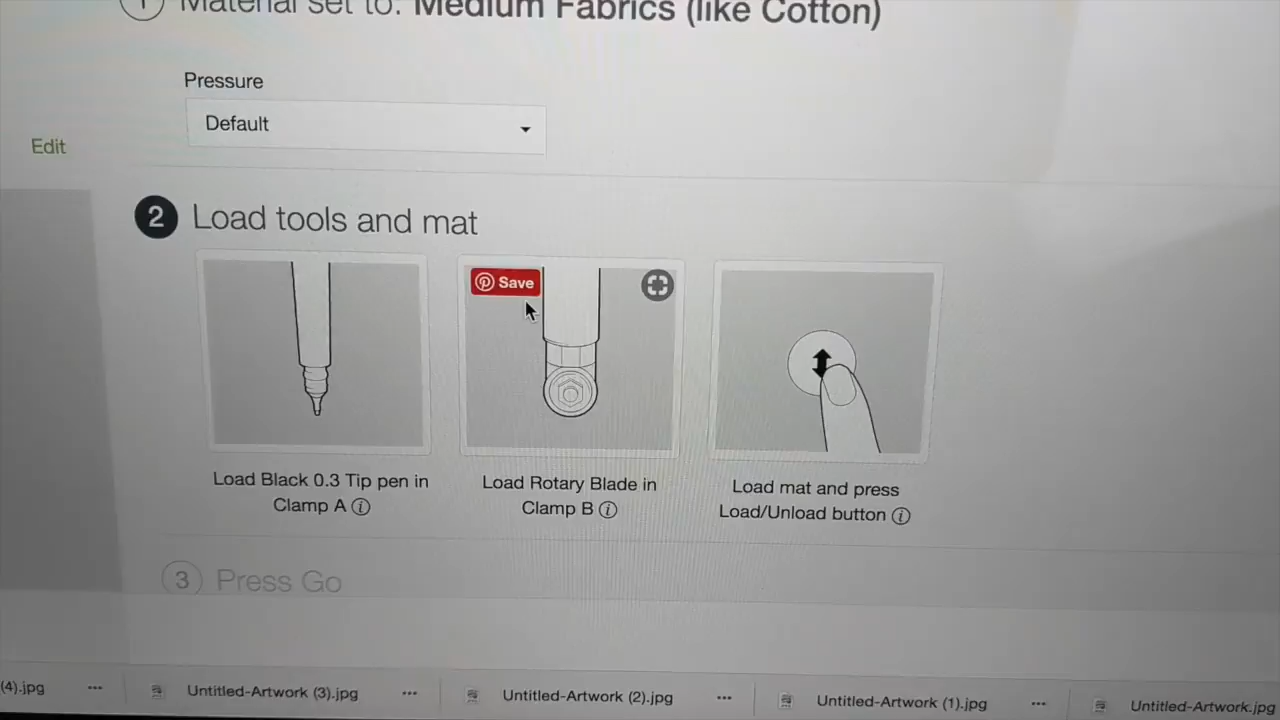 1 Material set to: Medium Fabrics (like Cotton)
Pressure
Default
Edit
2 Load tools and mat
Save
Load Black 0.3 Tip pen in
Clamp A
Load Rotary Blade in
Clamp B
Load mat and press
Load/Unload button
3 Press Go
(4).jpg
Untitled-Artwork (3).jpg
Untitled-Artwork (2).jpg
Untitled-Artwork (1).jpg
Untitled-Artwork.jpg